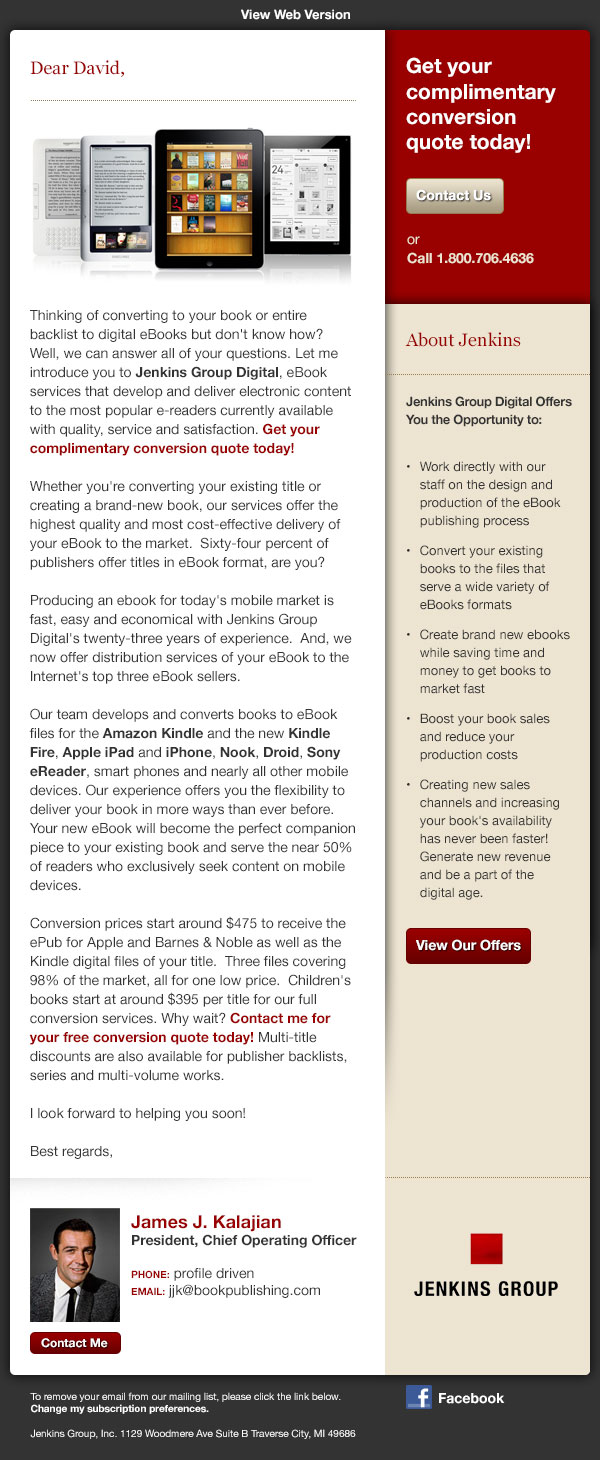 View Web Version
Dear David,
Thinking of converting to your book or entire
backlist to digital eBooks but don't know how?
Well, we can answer all of your questions. Let me
introduce you to Jenkins Group Digital, eBook
services that develop and deliver electronic content
to the most popular e-readers currently available
with quality, service and satisfaction. Get your
complimentary conversion quote today!
Whether you're converting your existing title or
creating a brand-new book, our services offer the
highest quality and most cost-effective delivery of
your eBook to the market.  Sixty-four percent of
publishers offer titles in eBook format, are you?
Producing an ebook for today's mobile market is
fast, easy and economical with Jenkins Group
Digital's twenty-three years of experience.  And, we
now offer distribution services of your eBook to the
Internet's top three eBook sellers.
Our team develops and converts books to eBook
files for the Amazon Kindle and the new Kindle
Fire, Apple iPad and iPhone, Nook, Droid, Sony
eReader, smart phones and nearly all other mobile
devices. Our experience offers you the flexibility to
deliver your book in more ways than ever before.
Your new eBook will become the perfect companion
piece to your existing book and serve the near 50%
of readers who exclusively seek content on mobile
devices.
Conversion prices start around $475 to receive the
ePub for Apple and Barnes & Noble as well as the
Kindle digital files of your title.  Three files covering
98% of the market, all for one low price.  Children's
books start at around $395 per title for our full
conversion services. Why wait? Contact me for
your free conversion quote today! Multi-title
discounts are also available for publisher backlists,
series and multi-volume works.
I look forward to helping you soon!
Best regards,
James J. Kalajian
President, Chief Operating Officer
PHONE: profile driven
EMAIL: jjk@bookpublishing.com
Contact Me
Get your
complimentary
conversion
quote today!
Contact Us
or
Call 1.800.706.4636
About Jenkins
Jenkins Group Digital Offers
You the Opportunity to:
• Work directly with our
staff on the design and
production of the eBook
publishing process
• Convert your existing
books to the files that
serve a wide variety of
eBooks formats
• Create brand new ebooks
while saving time and
money to get books to
market fast
• Boost your book sales
and reduce your
production costs
• Creating new sales
channels and increasing
your book's availability
has never been faster!
Generate new revenue
and be a part of the
digital age.
View Our Offers
JENKINS GROUP
To remove your email from our mailing list, please click the link below.
Change my subscription preferences.
Jenkins Group, Inc. 1129 Woodmere Ave Suite B Traverse City, MI 49686
f Facebook